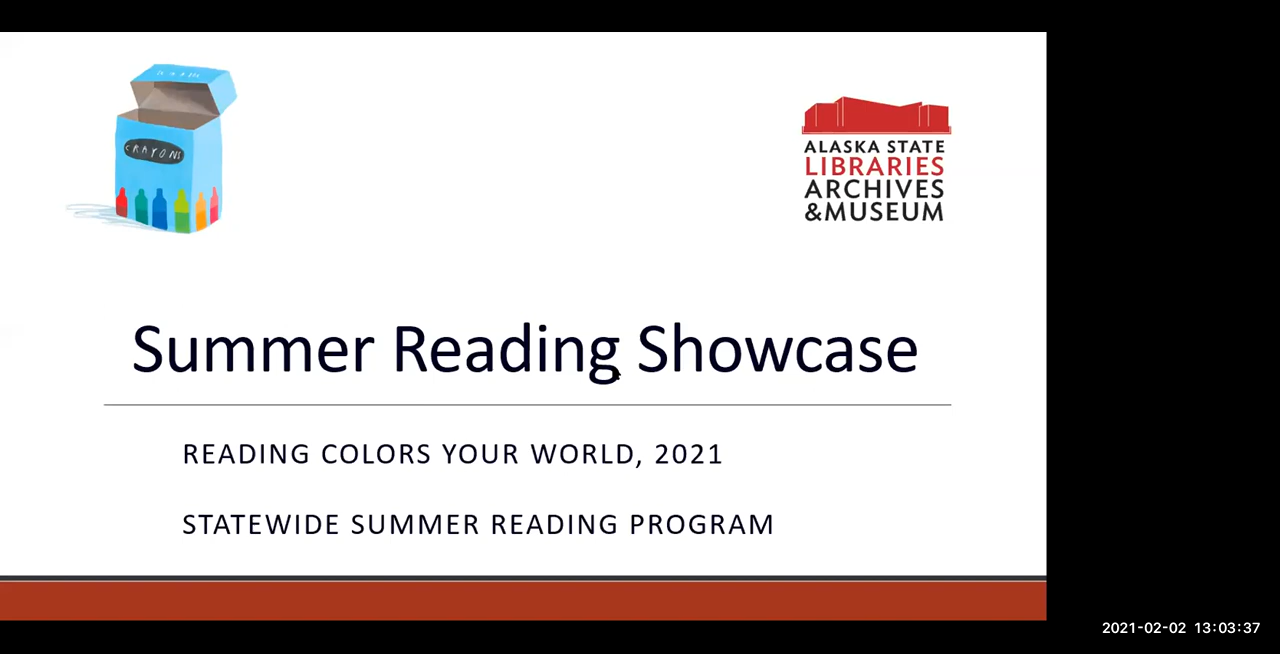 CRAYONS
ALASKA STATE
LIBRARIES
ARCHIVES
&MUSEUM
Summer Reading Showcase
READING COLORS YOUR WORLD, 2021
STATEWIDE SUMMER READING PROGRAM
2021-02-02 13:03:37